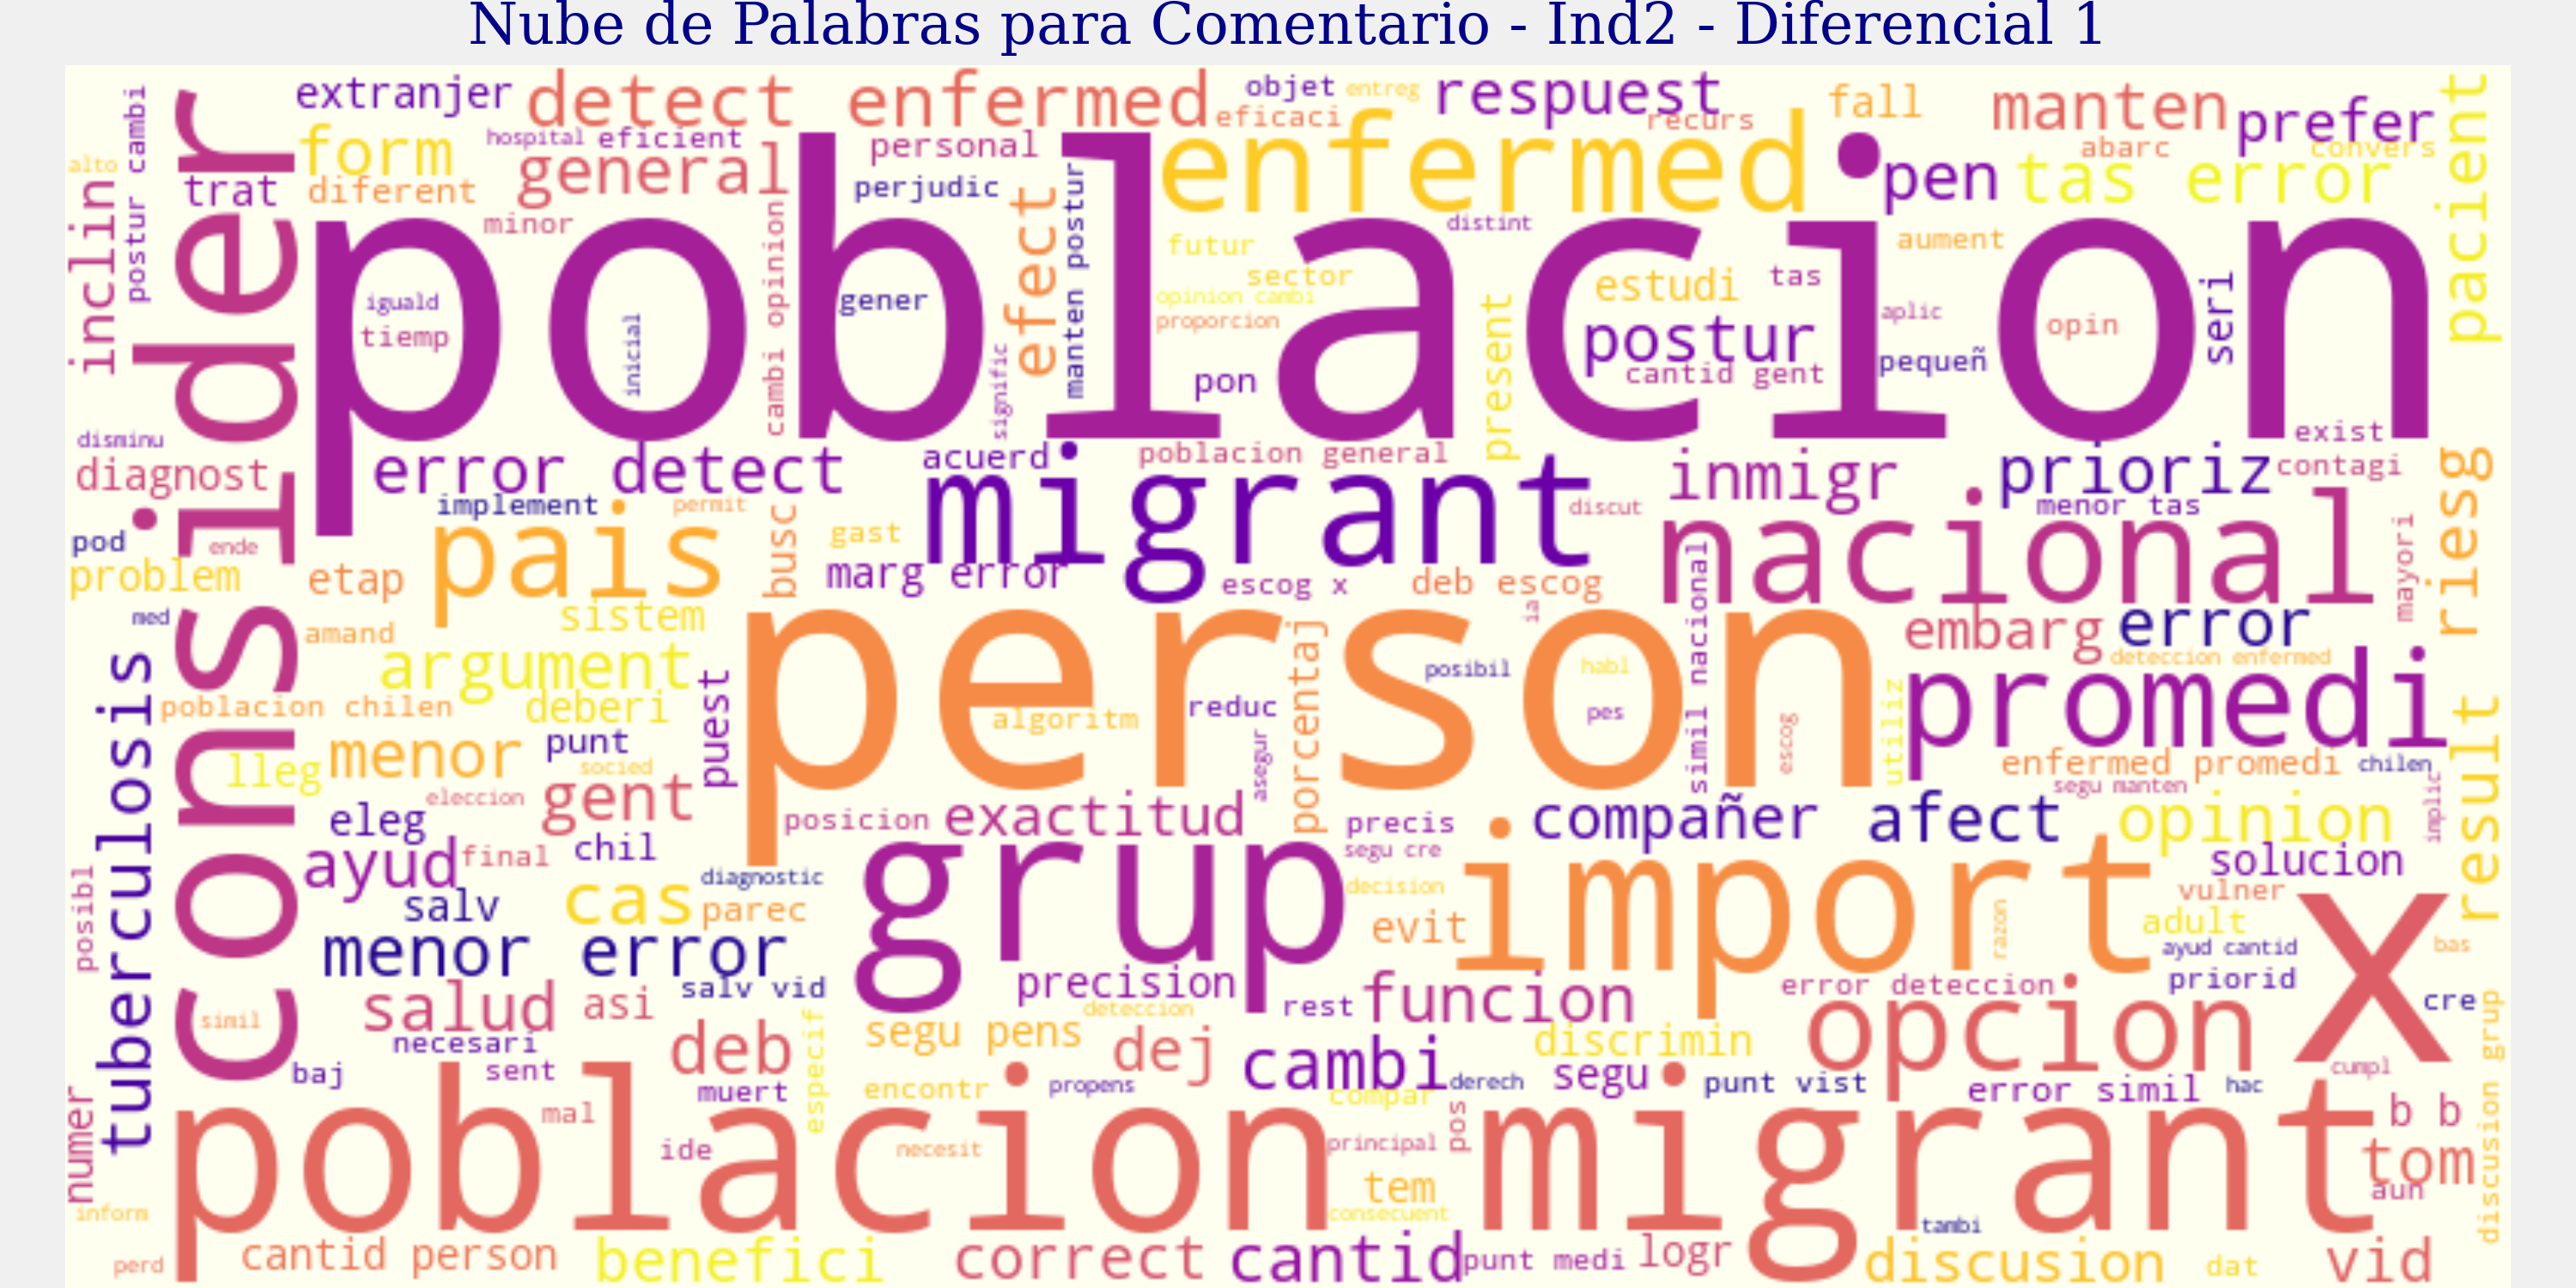 Nube de Palabras para Comentario - Ind2 - Diferencial 1
extranjer
detect
enfermed
objet
entreg
respuest
fall
manten
prefer
pacient
postur cambi
alto
form
hospital
eficient
eficaci
recurs
abarc
convers
general
personal
enfermed
pen
tas error
trat
diferent
perjudic
inclin
consider
minor
poblacion
cambi opinion
effect
manten postur
distint
futur
aument
sector
estudi
tas
seri
iguald
tiemp
inicial
gener
opinion cambi
proporcion
present
postur
cantid gent
aplic
pequeñ
opin
signific
pon
disminu
diagnost
error detect
acuerd
poblacion general
inmigr
prioriz
exist
contagi
riesg
implement
permit
migrant
discut
menor tas
nacional
pod
ende
pais
busc
gast
mayori
problem
etap
marg error
escog x
deb escog
simil nacional
med
amand
sistem
person
ia
embarg
error
tuberculosis
argument
puest
porcentaj
posibil
habl
deteccion enfermed
poblacion chilen
deberi
algoritm
reduc
pes
escog
utiliz
promedi
result
lleg
menor
punt
socied
asegur
enfermed promedi
chilen
eleccion
gent
segu manten
implic
eleg
posicion
exactitud
precis
compañer
afect
opinion
ayud
final
chil
segu cre
solucion
posibl
salv
cas
diagnostic
parec
grup
decision
import
vulner
evit
razon
adult
x
menor error
ayud cantid
bas
salud
asi
salv vid
precision
rest
funcion
error deteccion
priorid
cre
simil
deteccion
necesari
especif
segu pens
dej
discrimin
opcion
discusion grup
baj
sent
deb
muert
encontr
propens
cambi
derech
segu
punt vist
error simil
hac
cumpl
numer
poblacion migrant
mal
compar
pos
b b
ide
necesit
principal
tom
aun
inform
tem
consecuent
tambi
perd
cantid person
benefici
correct
cantid
punt medi
logr
discusion
dat
vid